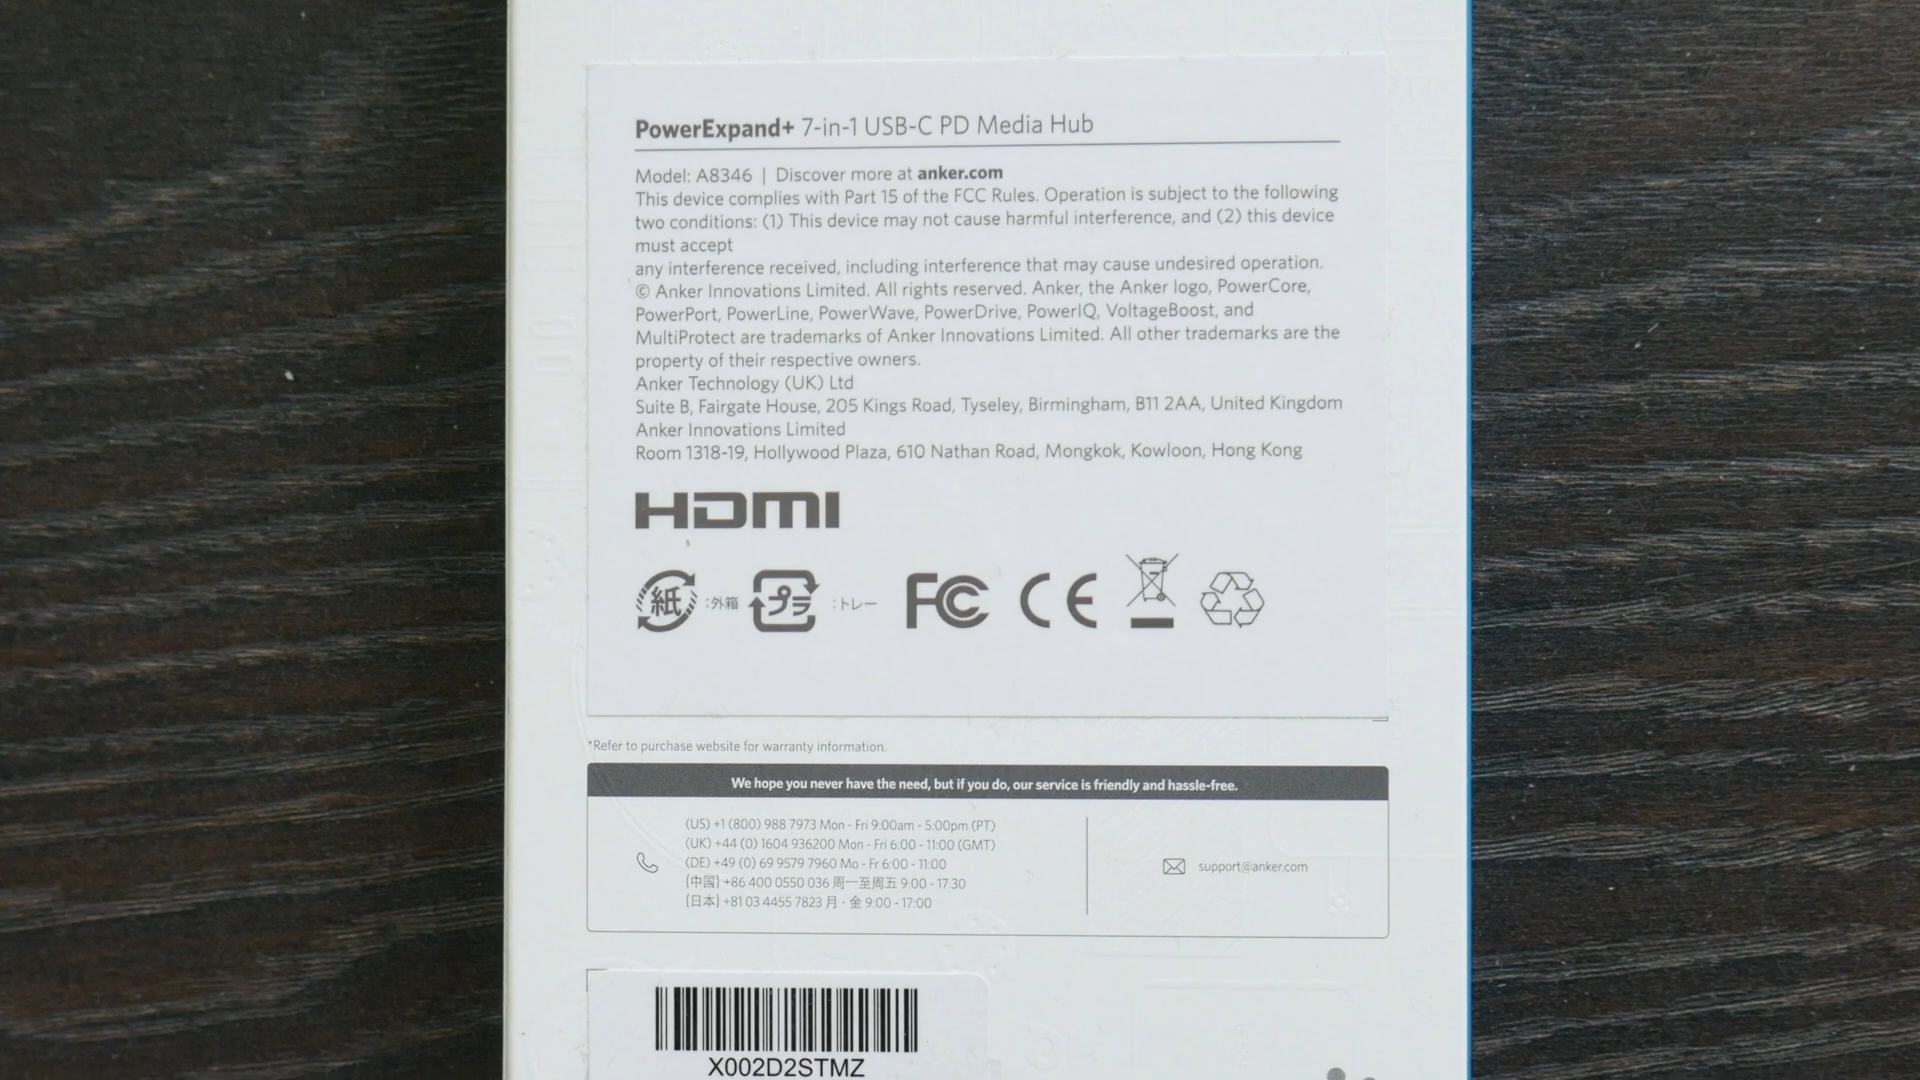 PowerExpand+ 7-in-1 USB-C PD Media Hub
Model: A8346 | Discover more at anker.com
This device complies with Part 15 of the FCC Rules. Operation is subject to the following
two conditions: (1) This device may not cause harmful interference, and (2) this device
must accept
any interference received, including interference that may cause undesired operation.
© Anker Innovations Limited. All rights reserved. Anker, the Anker logo, PowerCore,
PowerPort, PowerLine, PowerWave, PowerDrive, PowerIQ, VoltageBoost, and
MultiProtect are trademarks of Anker Innovations Limited. All other trademarks are the
property of their respective owners.
Anker Technology (UK) Ltd
Suite B, Fairgate House, 205 Kings Road, Tyseley, Birmingham, B11 2AA, United Kingdom
Anker Innovations Limited
Room 1318-19, Hollywood Plaza, 610 Nathan Road, Mongkok, Kowloon, Hong Kong
HDMI
紙 :外箱 プラ :トレー FC CE
*Refer to purchase website for warranty information.
We hope you never have the need, but if you do, our service is friendly and hassle-free.
(US) +1 (800) 988 7973 Mon - Fri 9:00am - 5:00pm (PT)
(UK) +44 (0) 1604 936200 Mon - Fri 6:00 - 11:00 (GMT)
(DE) +49 (0) 69 9579 7960 Mo - Fr 6:00 - 11:00
(中国) +86 400 0550 036 周一至周五 9:00 - 17:30
(日本) +81 03 4455 7823 月 - 金 9:00 - 17:00
support@anker.com
X002D2STMZ